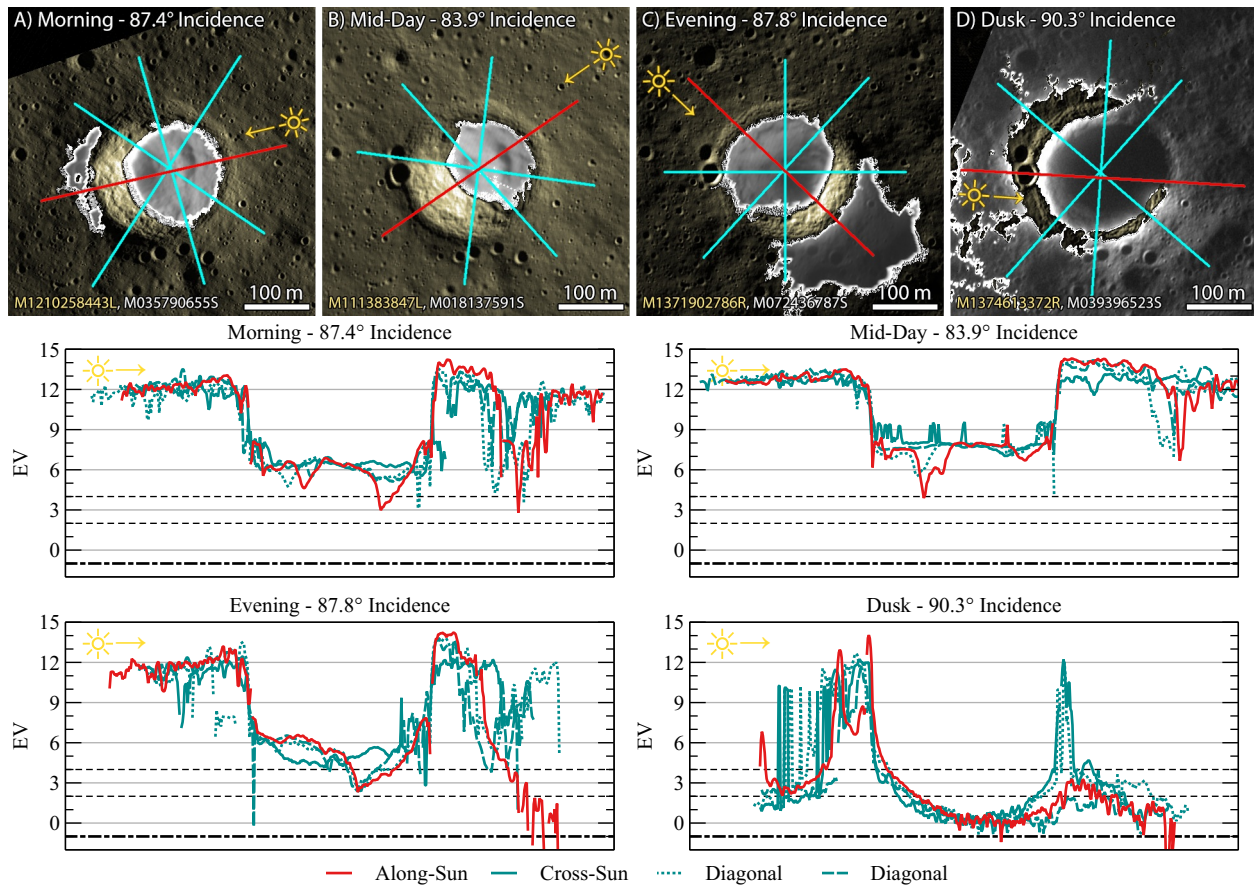 A) Morning - 87.4° Incidence
B) Mid-Day - 83.9° Incidence
C) Evening - 87.8° Incidence
D) Dusk - 90.3° Incidence
100 m
100 m
100 m
100 m
M1210258443L, M035790655S
M111383847L, M018137591S
M1371902786R, M072436787S
M1374613372R, M039396523S
Morning - 87.4° Incidence
15
12
9
6
3
0
EV
Mid-Day - 83.9° Incidence
15
12
9
6
3
0
EV
Evening - 87.8° Incidence
15
12
9
6
3
0
EV
Dusk - 90.3° Incidence
15
12
9
6
3
0
EV
Along-Sun
Cross-Sun
Diagonal
Diagonal